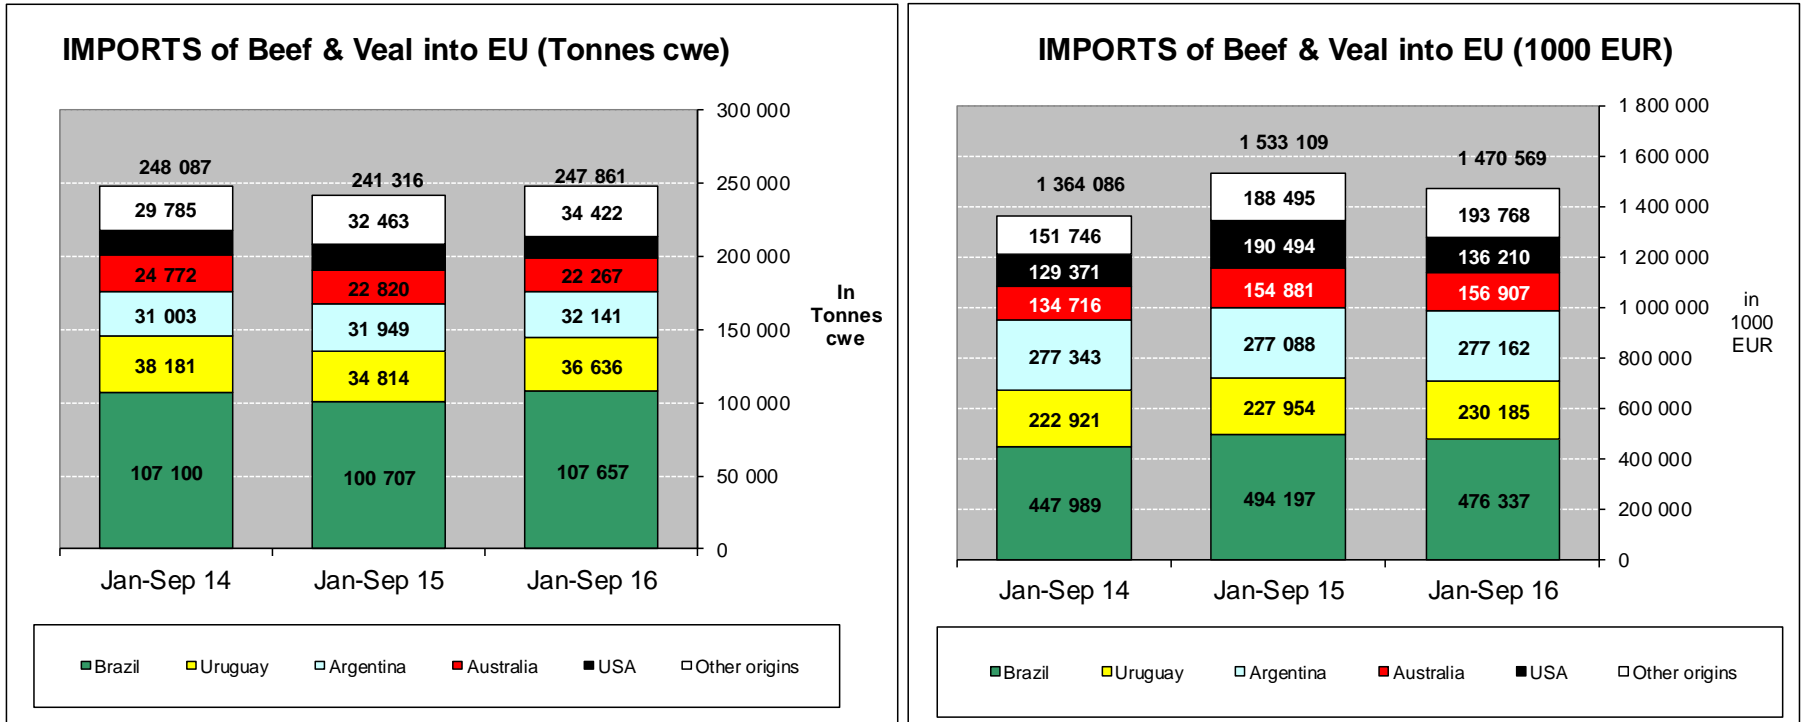 IMPORTS of Beef & Veal into EU (Tonnes cwe)
300 000
250 000
200 000
150 000
100 000
50 000
0
In
Tonnes
cwe
248 087
29 785
24 772
31 003
38 181
107 100
241 316
32 463
22 820
31 949
34 814
100 707
247 861
34 422
22 267
32 141
36 636
107 657
Jan-Sep 14
Jan-Sep 15
Jan-Sep 16
Brazil
Uruguay
Argentina
Australia
USA
Other origins
IMPORTS of Beef & Veal into EU (1000 EUR)
1 800 000
1 600 000
1 400 000
1 200 000
1 000 000
800 000
600 000
400 000
200 000
0
in
1000
EUR
1 364 086
151 746
129 371
134 716
277 343
222 921
447 989
1 533 109
188 495
190 494
154 881
277 088
227 954
494 197
1 470 569
193 768
136 210
156 907
277 162
230 185
476 337
Jan-Sep 14
Jan-Sep 15
Jan-Sep 16
Brazil
Uruguay
Argentina
Australia
USA
Other origins